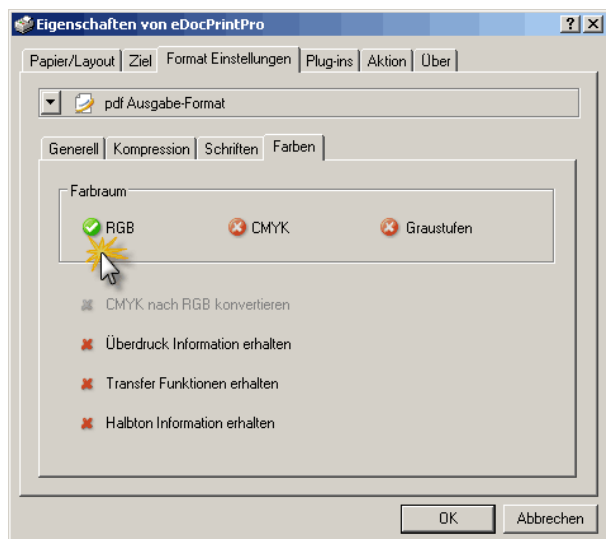 Eigenschaften von eDocPrintPro
Papier/Layout Ziel Format Einstellungen Plug-ins Aktion Über
pdf Ausgabe-Format
Generell Kompression Schriften Farben
Farbraum
RGB CMYK Graustufen
CMYK nach RGB konvertieren
Überdruck Information erhalten
Transfer Funktionen erhalten
Halbton Information erhalten
OK Abbrechen